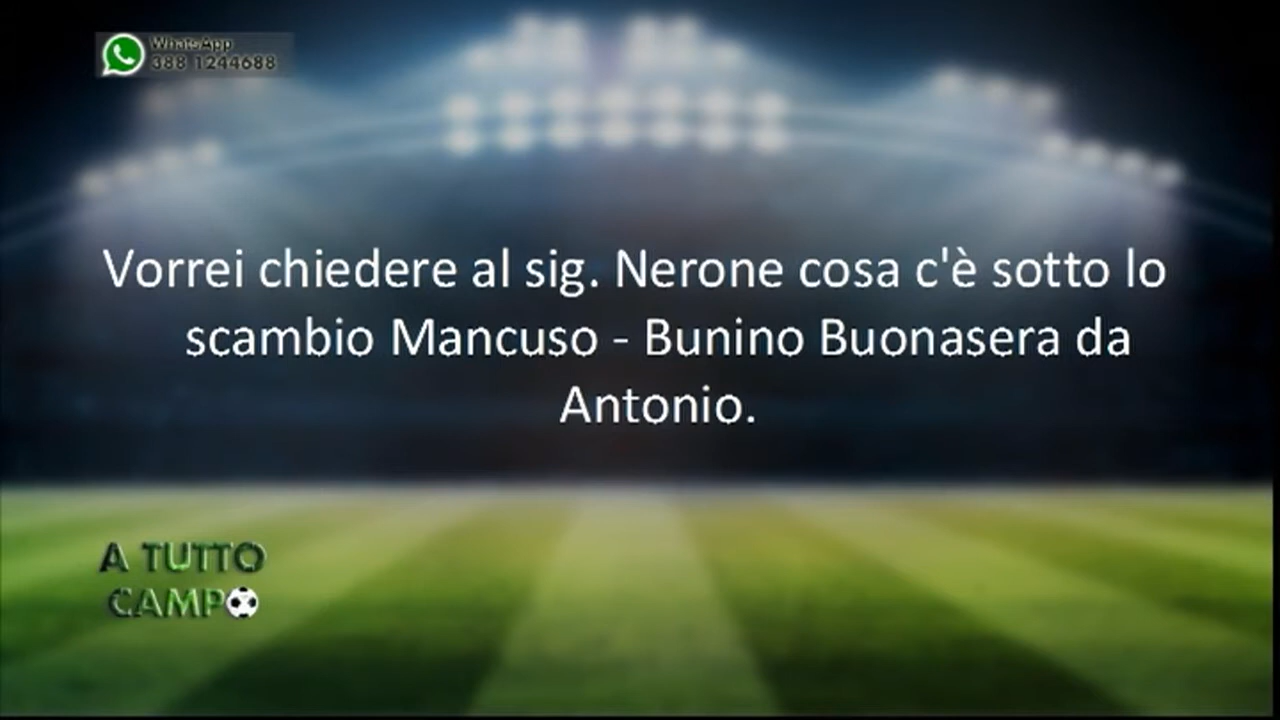 WhatsApp
388 1244688
Vorrei chiedere al sig. Nerone cosa c'è sotto lo
scambio Mancuso - Bunino Buonasera da
Antonio.
A TUTTO
CAMPO